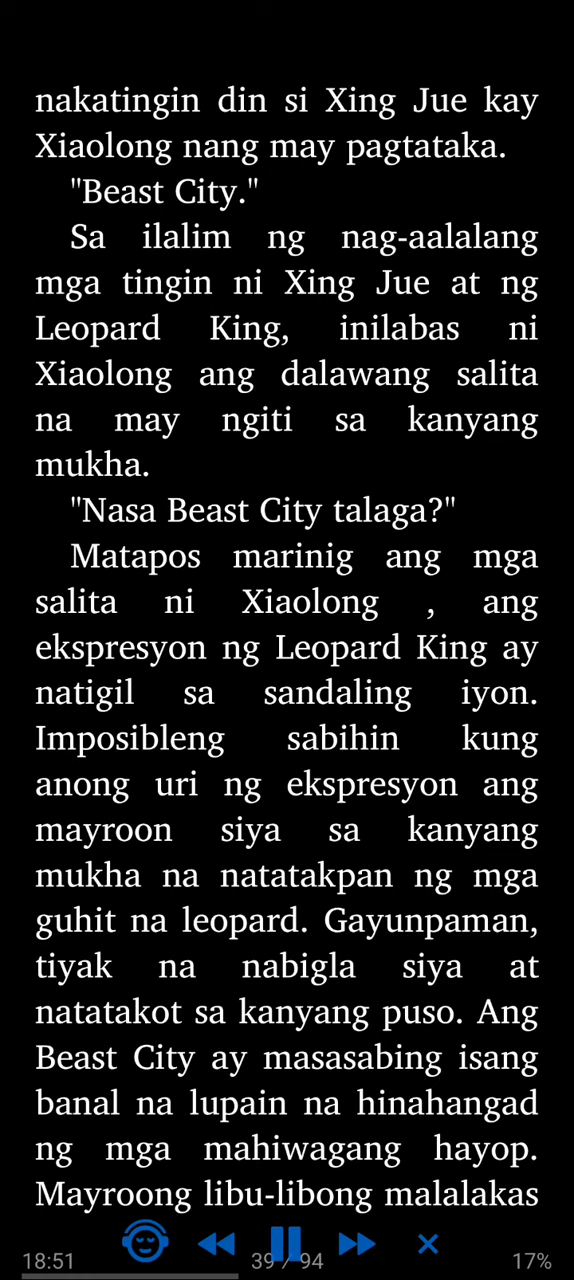 nakatingin din si Xing Jue kay
Xiaolong nang may pagtataka.
"Beast City."
Sa ilalim ng nag-aalalang
mga tingin ni Xing Jue at ng
Leopard King, inilabas ni
Xiaolong ang dalawang salita
na may ngiti sa kanyang
mukha.
"Nasa Beast City talaga?"
Matapos marinig ang mga
salita ni Xiaolong , ang
ekspresyon ng Leopard King ay
natigil sa sandaling iyon.
Imposibleng sabihin kung
anong uri ng ekspresyon ang
mayroon siya sa kanyang
mukha na natatakpan ng mga
guhit na leopard. Gayunpaman,
tiyak na nabigla siya at
natatakot sa kanyang puso. Ang
Beast City ay masasabing isang
banal na lupain na hinahangad
ng mga mahiwagang hayop.
Mayroong libu-libong malalakas
18:51 39 / 94 17%